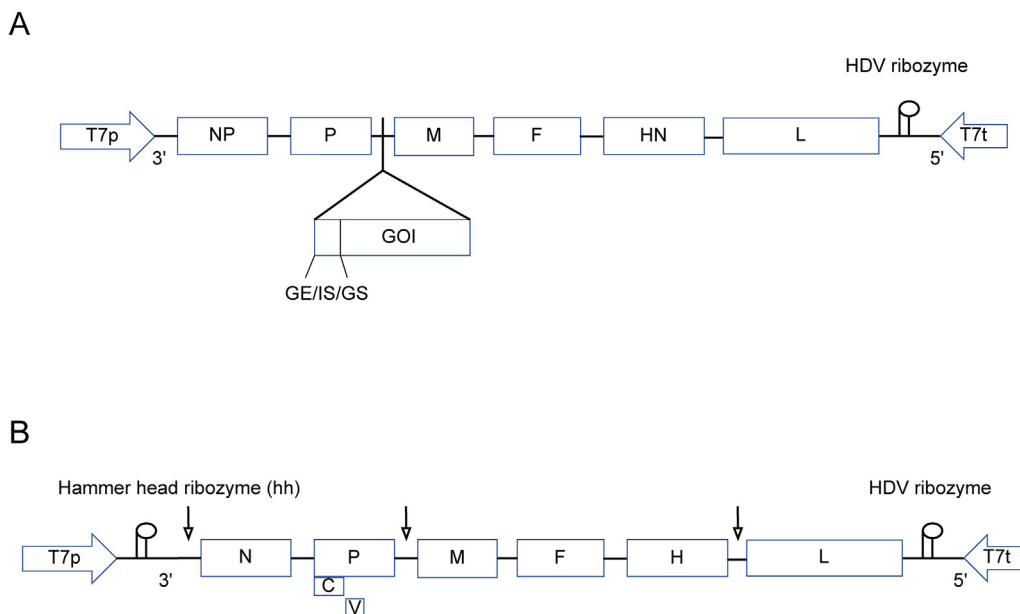 A
HDV ribozyme
T7p
NP
P
M
F
HN
L
T7t
3'
5'
GOI
GE/IS/GS
B
Hammer head ribozyme (hh)
HDV ribozyme
T7p
N
P
M
F
H
L
T7t
3'
5'
C
V